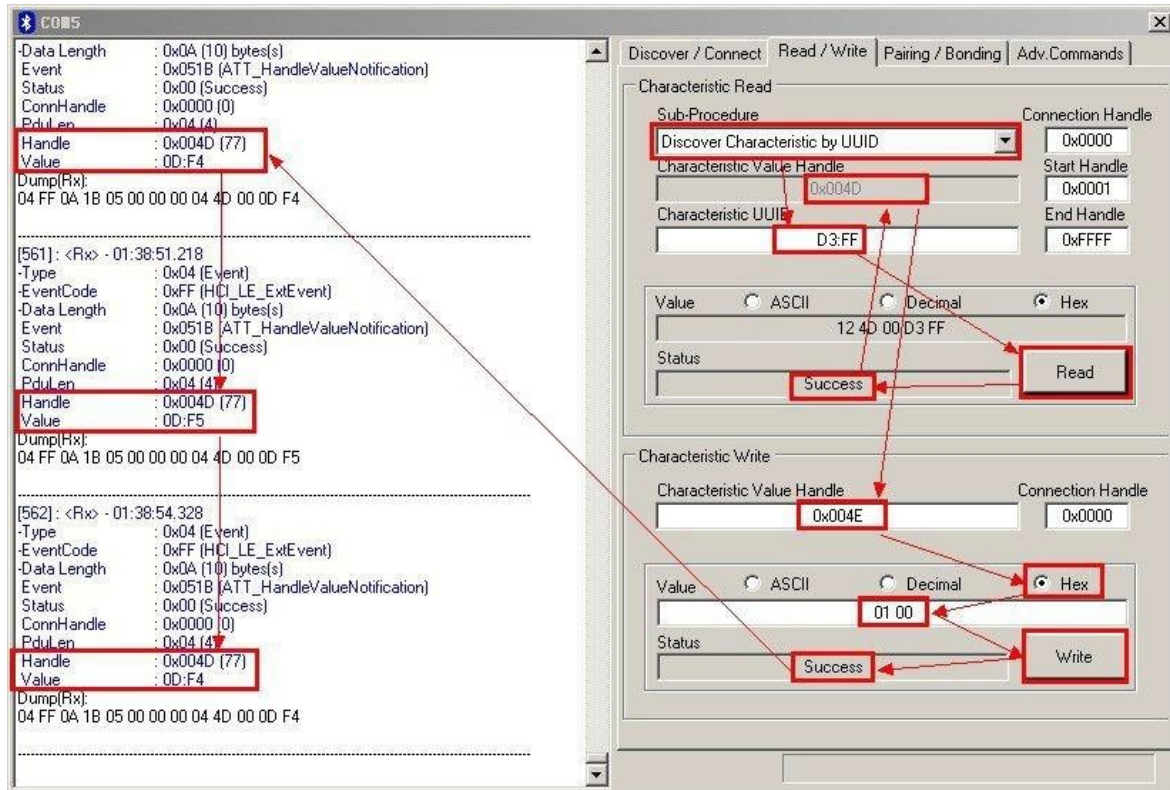 COM5
-Data Length : 0x0A (10) bytes(s)
Event : 0x051B (ATT_HandleValueNotification)
Status : 0x00 (Success)
ConnHandle : 0x0000 (0)
PduLen : 0x04 (4)
Handle : 0x004D (77)
Value : 0D:F4
Dump(Rx):
04 FF 0A 1B 05 00 00 00 04 4D 00 0D F4
[561] : <Rx> - 01:38:51.218
-Type : 0x04 (Event)
-EventCode : 0xFF (HCI_LE_ExtEvent)
-Data Length : 0x0A (10) bytes(s)
Event : 0x051B (ATT_HandleValueNotification)
Status : 0x00 (Success)
ConnHandle : 0x0000 (0)
PduLen : 0x04 (4)
Handle : 0x004D (77)
Value : 0D:F5
Dump(Rx):
04 FF 0A 1B 05 00 00 00 04 4D 00 0D F5
[562] : <Rx> - 01:38:54.328
-Type : 0x04 (Event)
-EventCode : 0xFF (HCI_LE_ExtEvent)
-Data Length : 0x0A (10) bytes(s)
Event : 0x051B (ATT_HandleValueNotification)
Status : 0x00 (Success)
ConnHandle : 0x0000 (0)
PduLen : 0x04 (4)
Handle : 0x004D (77)
Value : 0D:F4
Dump(Rx):
04 FF 0A 1B 05 00 00 00 04 4D 00 0D F4
Discover / Connect Read / Write Pairing / Bonding Adv.Commands
Characteristic Read
Sub-Procedure Connection Handle
Discover Characteristic by UUID 0x0000
Characteristic Value Handle Start Handle
0x004D 0x0001
Characteristic UUID End Handle
D3:FF 0xFFFF
Value ASCII Decimal Hex
12 4D 00 D3 FF
Status
Success Read
Characteristic Write
Characteristic Value Handle Connection Handle
0x004E 0x0000
Value ASCII Decimal Hex
01 00
Status
Success Write